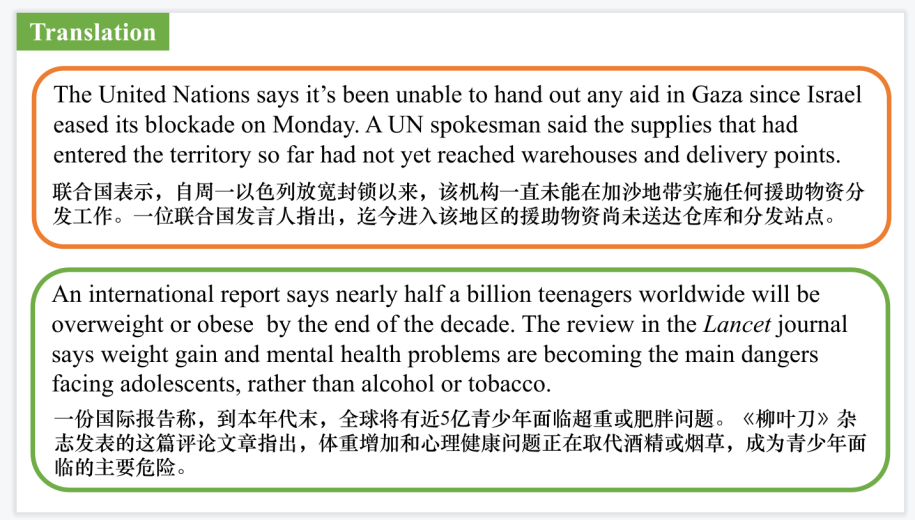 Translation
The United Nations says it’s been unable to hand out any aid in Gaza since Israel
eased its blockade on Monday. A UN spokesman said the supplies that had
entered the territory so far had not yet reached warehouses and delivery points.
联合国表示，自周一以色列放宽封锁以来，该机构一直未能在加沙地带实施任何援助物资分
发工作。一位联合国发言人指出，迄今进入该地区的援助物资尚未送达仓库和分发站点。
An international report says nearly half a billion teenagers worldwide will be
overweight or obese  by the end of the decade. The review in the Lancet journal
says weight gain and mental health problems are becoming the main dangers
facing adolescents, rather than alcohol or tobacco.
一份国际报告称，到本年代末，全球将有近5亿青少年面临超重或肥胖问题。《柳叶刀》杂
志发表的这篇评论文章指出，体重增加和心理健康问题正在取代酒精或烟草，成为青少年面
临的主要危险。